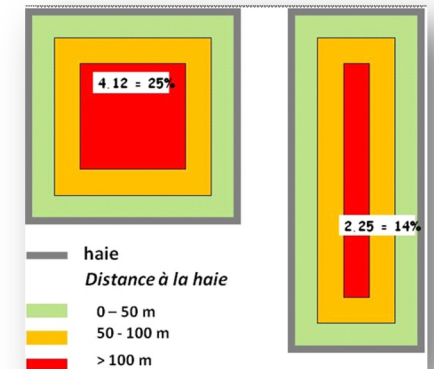 4.12 = 25%
2.25 = 14%
haie
Distance à la haie
0 – 50 m
50 - 100 m
> 100 m